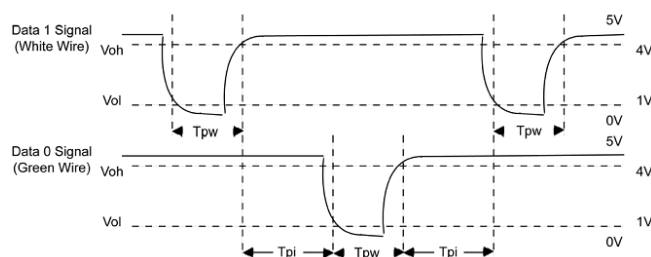 5V
Data 1 Signal
(White Wire) Voh 4V
Vol 1V
0V
Tpw Tpw
Data 0 Signal 5V
(Green Wire)
Voh 4V
Vol 1V
0V
Tpi Tpw Tpi